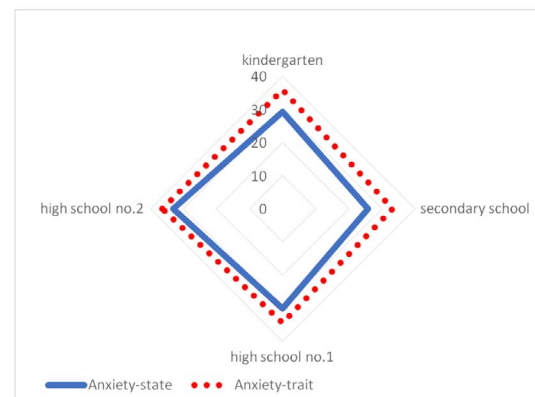 kindergarten
40
30
20
10
0
high school no.2
secondary school
high school no.1
Anxiety-state
Anxiety-trait